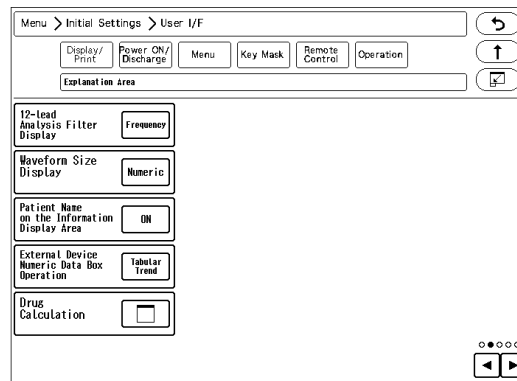 Menu > Initial Settings > User I/F
Display/
Print
Power ON/
Discharge
Menu
Key Mask
Remote
Control
Operation
Explanation Area
12-lead
Analysis Filter
Display
Frequency
Waveform Size
Display
Numeric
Patient Name
on the Information
Display Area
ON
External Device
Numeric Data Box
Operation
Tabular
Trend
Drug
Calculation